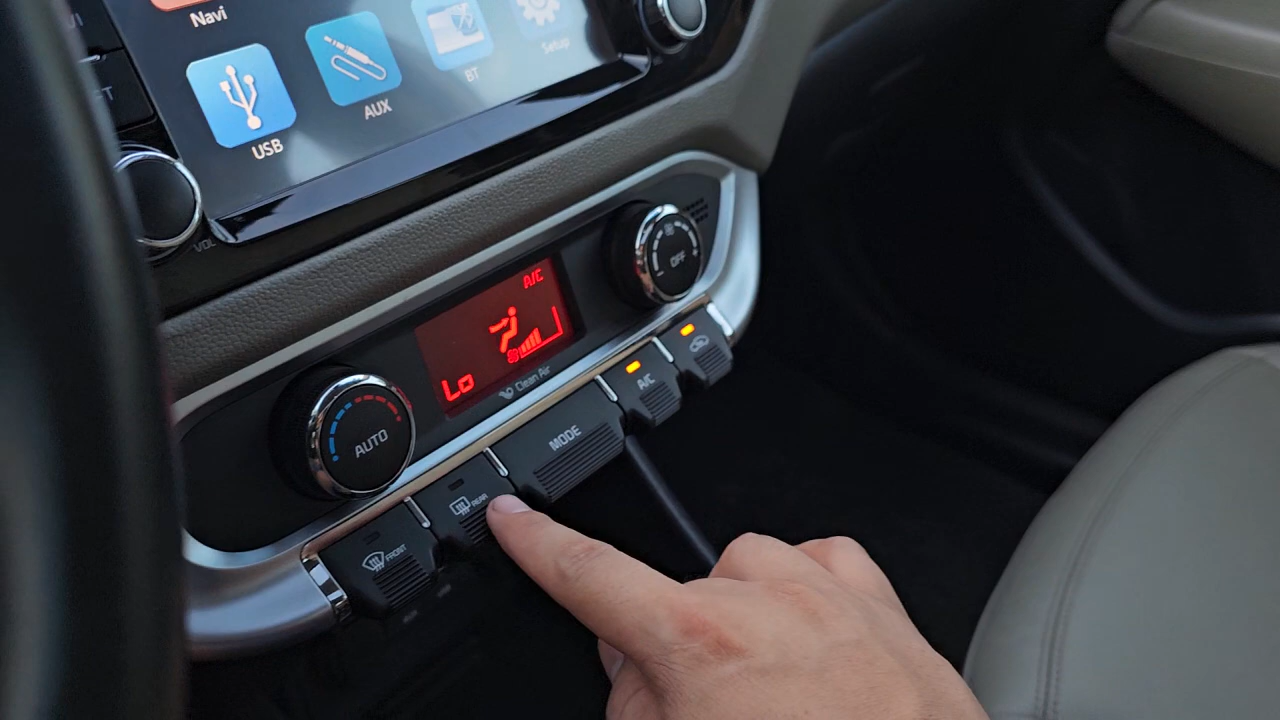 Navi
USB
AUX
BT
Setup
VOL
A/C
Lo
Clean Air
OFF
AUTO
FRONT
REAR
MODE
A/C